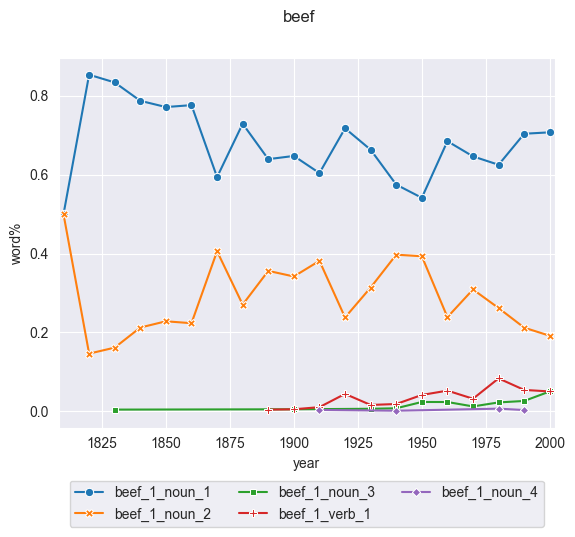 beef
0.8
0.6
0.4
0.2
0.0
word%
1825 1850 1875 1900 1925 1950 1975 2000
year
beef_1_noun_1 beef_1_noun_3 beef_1_noun_4
beef_1_noun_2 beef_1_verb_1